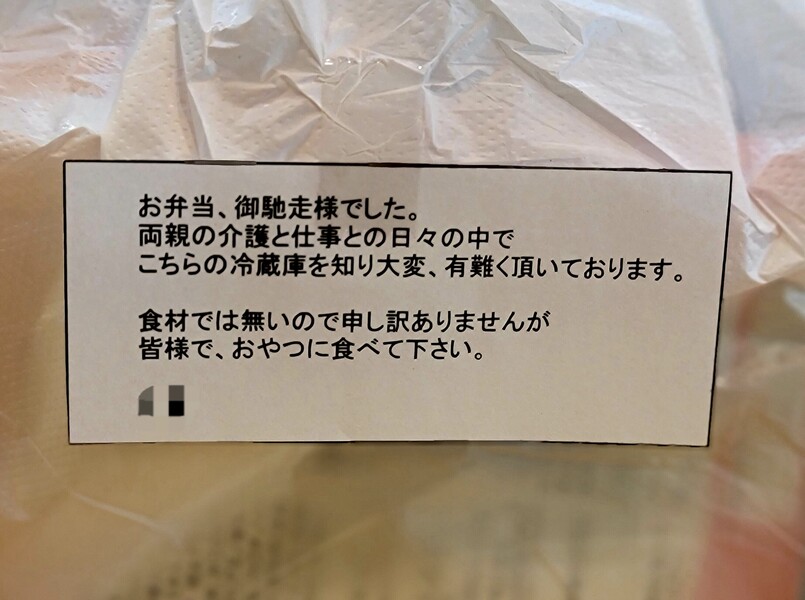 お弁当、御馳走様でした。
両親の介護と仕事との日々の中で
こちらの冷蔵庫を知り大変、有難く頂いております。
食材では無いので申し訳ありませんが
皆様で、おやつに食べて下さい。